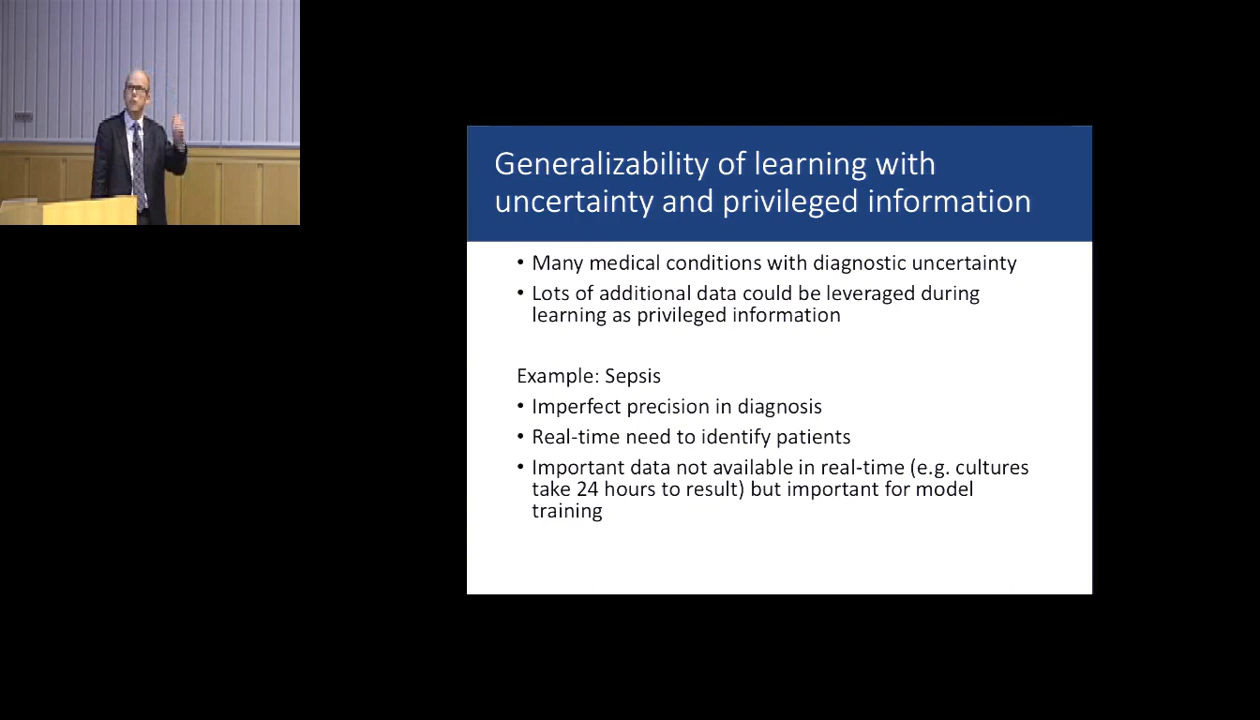 Generalizability of learning with
uncertainty and privileged information
• Many medical conditions with diagnostic uncertainty
• Lots of additional data could be leveraged during
learning as privileged information
Example: Sepsis
• Imperfect precision in diagnosis
• Real-time need to identify patients
• Important data not available in real-time (e.g. cultures
take 24 hours to result) but important for model
training